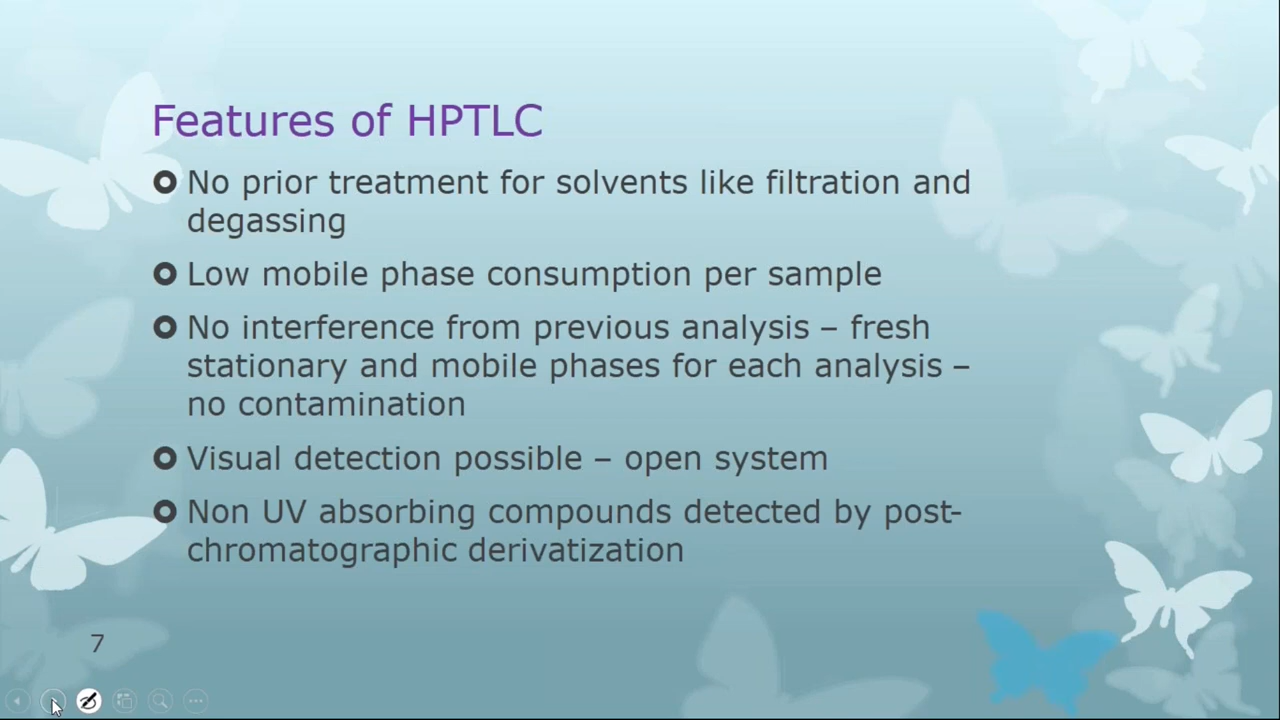 Features of HPTLC
No prior treatment for solvents like filtration and
degassing
Low mobile phase consumption per sample
No interference from previous analysis – fresh
stationary and mobile phases for each analysis –
no contamination
Visual detection possible – open system
Non UV absorbing compounds detected by post-
chromatographic derivatization
7